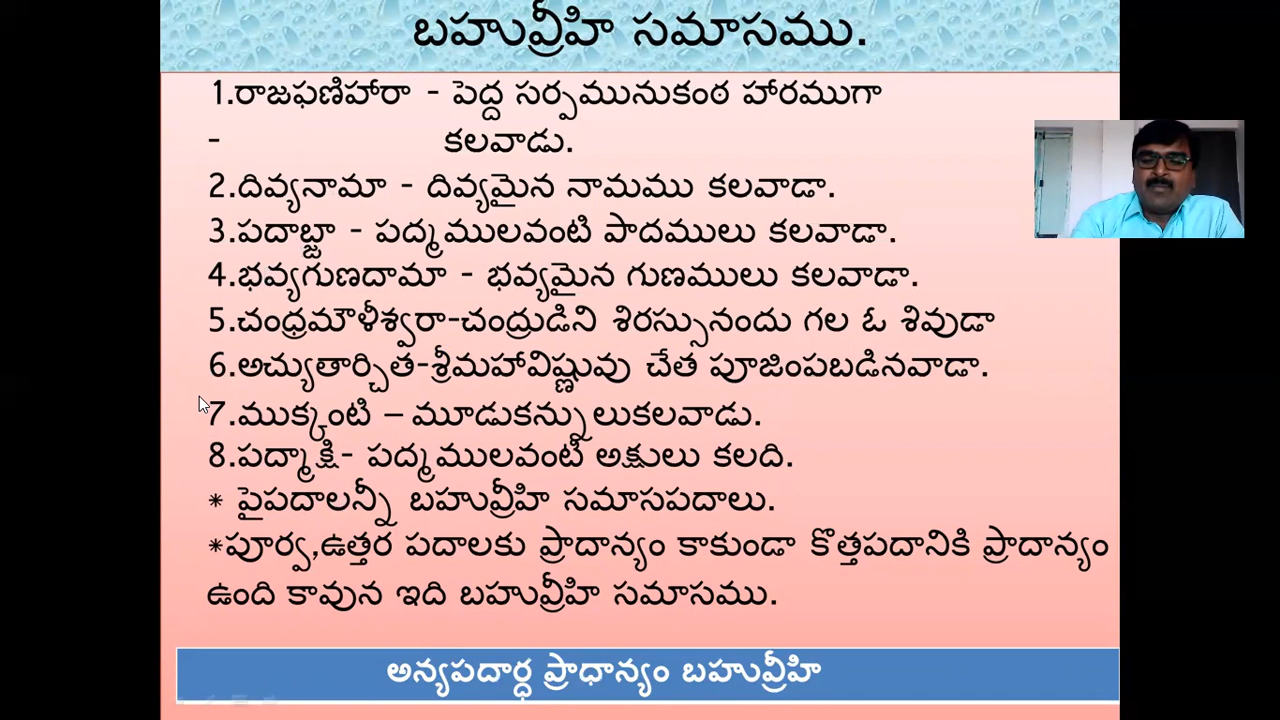 బహువ్రీహి సమాసము.
1.రాజఫణిహారా - పెద్ద సర్పమునుకంఠ హారముగా
- కలవాడు.
2.దివ్యనామా - దివ్యమైన నామము కలవాడా.
3.పదాబ్జా - పద్మములవంటి పాదములు కలవాడా.
4.భవ్యగుణదామా - భవ్యమైన గుణములు కలవాడా.
5.చంద్రమౌళీశ్వరా-చంద్రుడిని శిరస్సునందు గల ఓ శివుడా
6.అచ్యుతార్చిత-శ్రీమహావిష్ణువు చేత పూజింపబడినవాడా.
7.ముక్కంటి – మూడుకన్నులుకలవాడు.
8.పద్మాక్షి- పద్మములవంటి అక్షులు కలది.
* పైపదాలన్నీ బహువ్రీహి సమాసపదాలు.
*పూర్వ,ఉత్తర పదాలకు ప్రాదాన్యం కాకుండా కొత్తపదానికి ప్రాదాన్యం
ఉంది కావున ఇది బహువ్రీహి సమాసము.
అన్యపదార్ధ ప్రాధాన్యం బహువ్రీహి